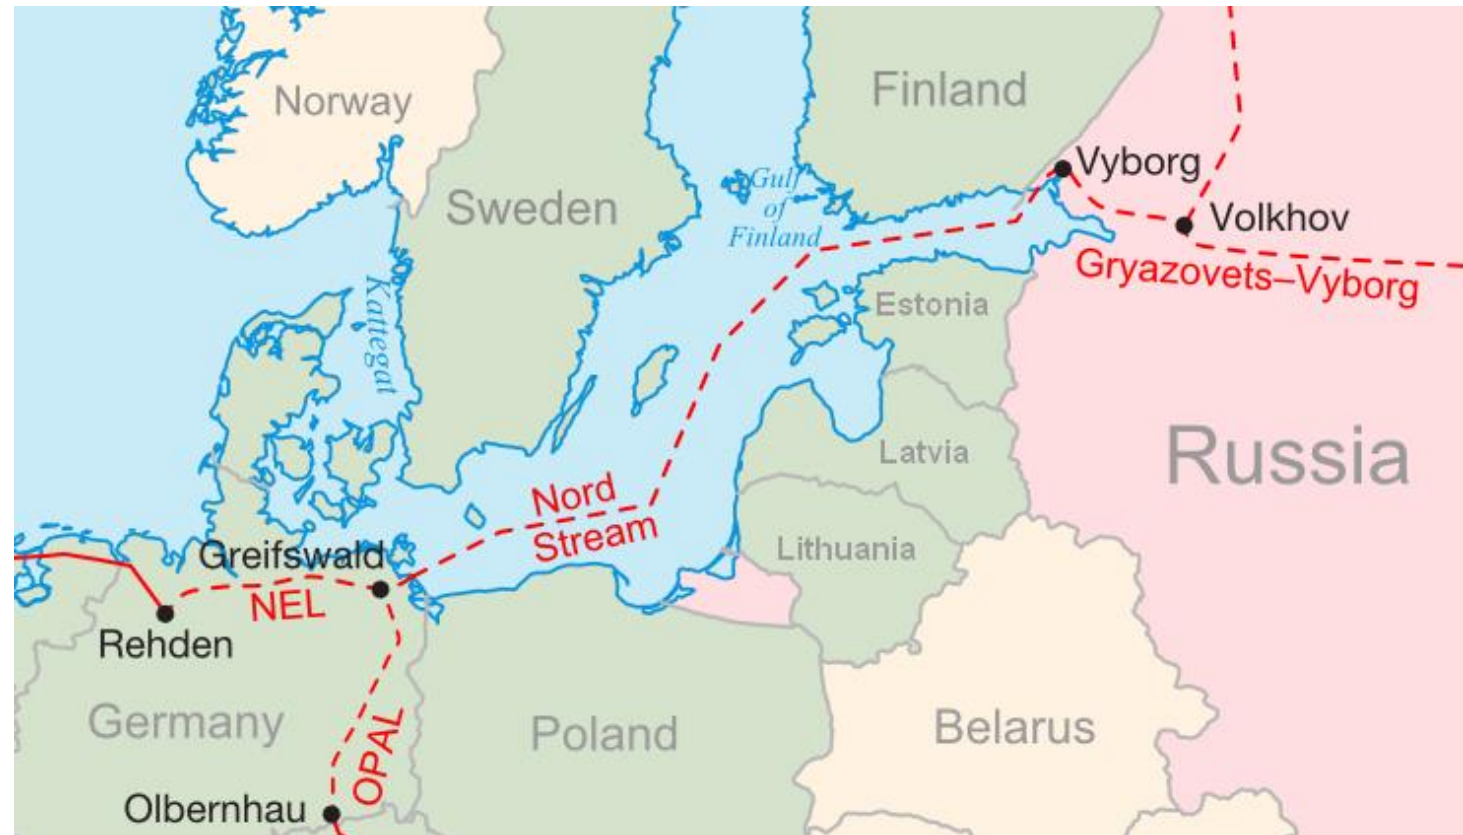 Norway
Finland
Sweden
Gulf
of
Finland
Vyborg
Volkhov
Gryazovets–Vyborg
Kattegat
Estonia
Latvia
Russia
Nord
Stream
Lithuania
Greifswald
NEL
Rehden
Germany
OPAL
Poland
Belarus
Olbernhau